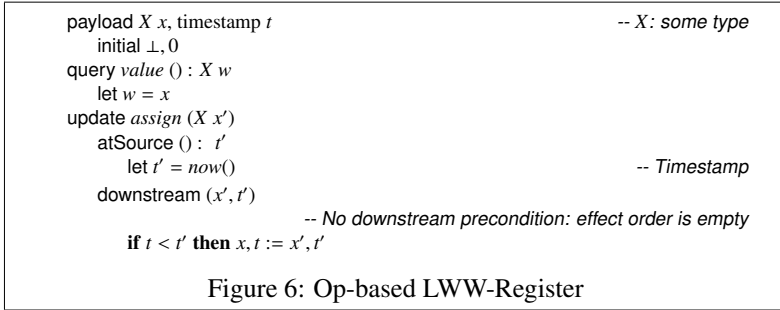 payload X x, timestamp t -- X: some type
initial ⊥, 0
query value () : X w
let w = x
update assign (X x′)
atSource () : t′
let t′ = now() -- Timestamp
downstream (x′, t′)
-- No downstream precondition: effect order is empty
if t < t′ then x, t := x′, t′
Figure 6: Op-based LWW-Register